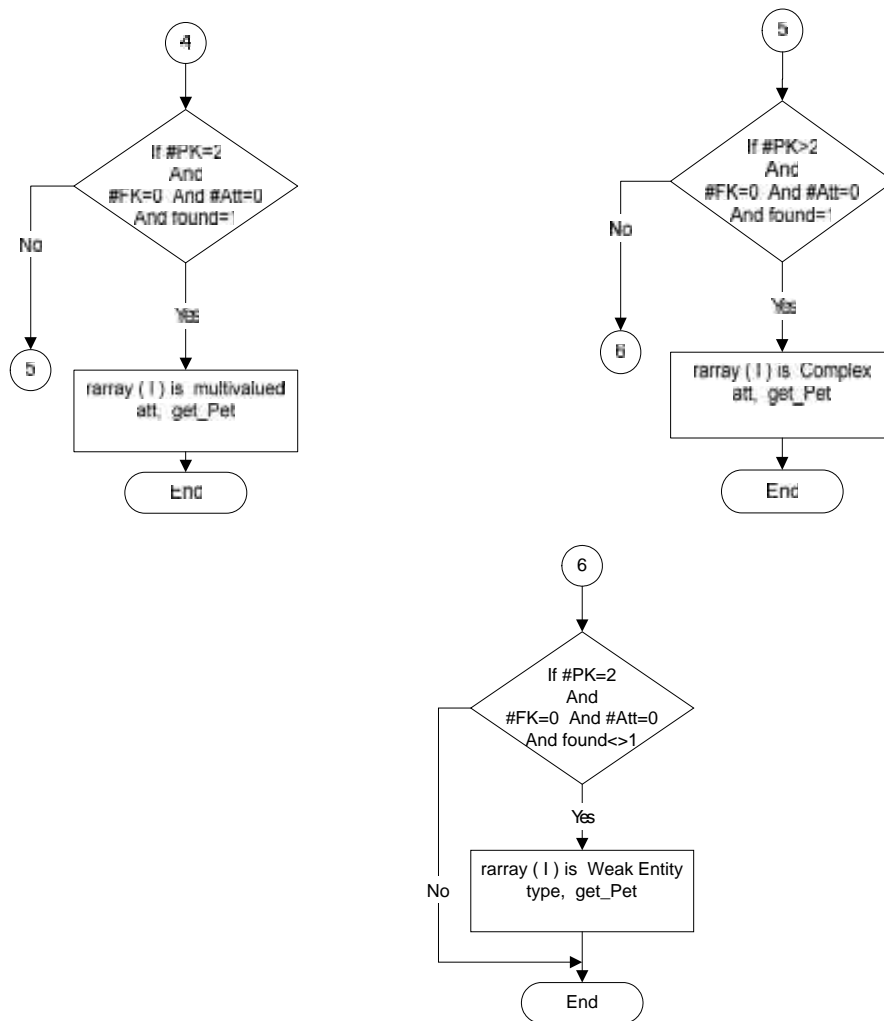 4
If #PK=2
And
#FK=0 And #Att=0
And found=1
No
Yes
5
rarray ( I ) is multivalued
att, get_Pet
End
5
If #PK>2
And
#FK=0 And #Att=0
And found=1
No
Yes
6
rarray ( I ) is Complex
att, get_Pet
End
6
If #PK=2
And
#FK=0 And #Att=0
And found<>1
Yes
rarray ( I ) is Weak Entity
type, get_Pet
No
End